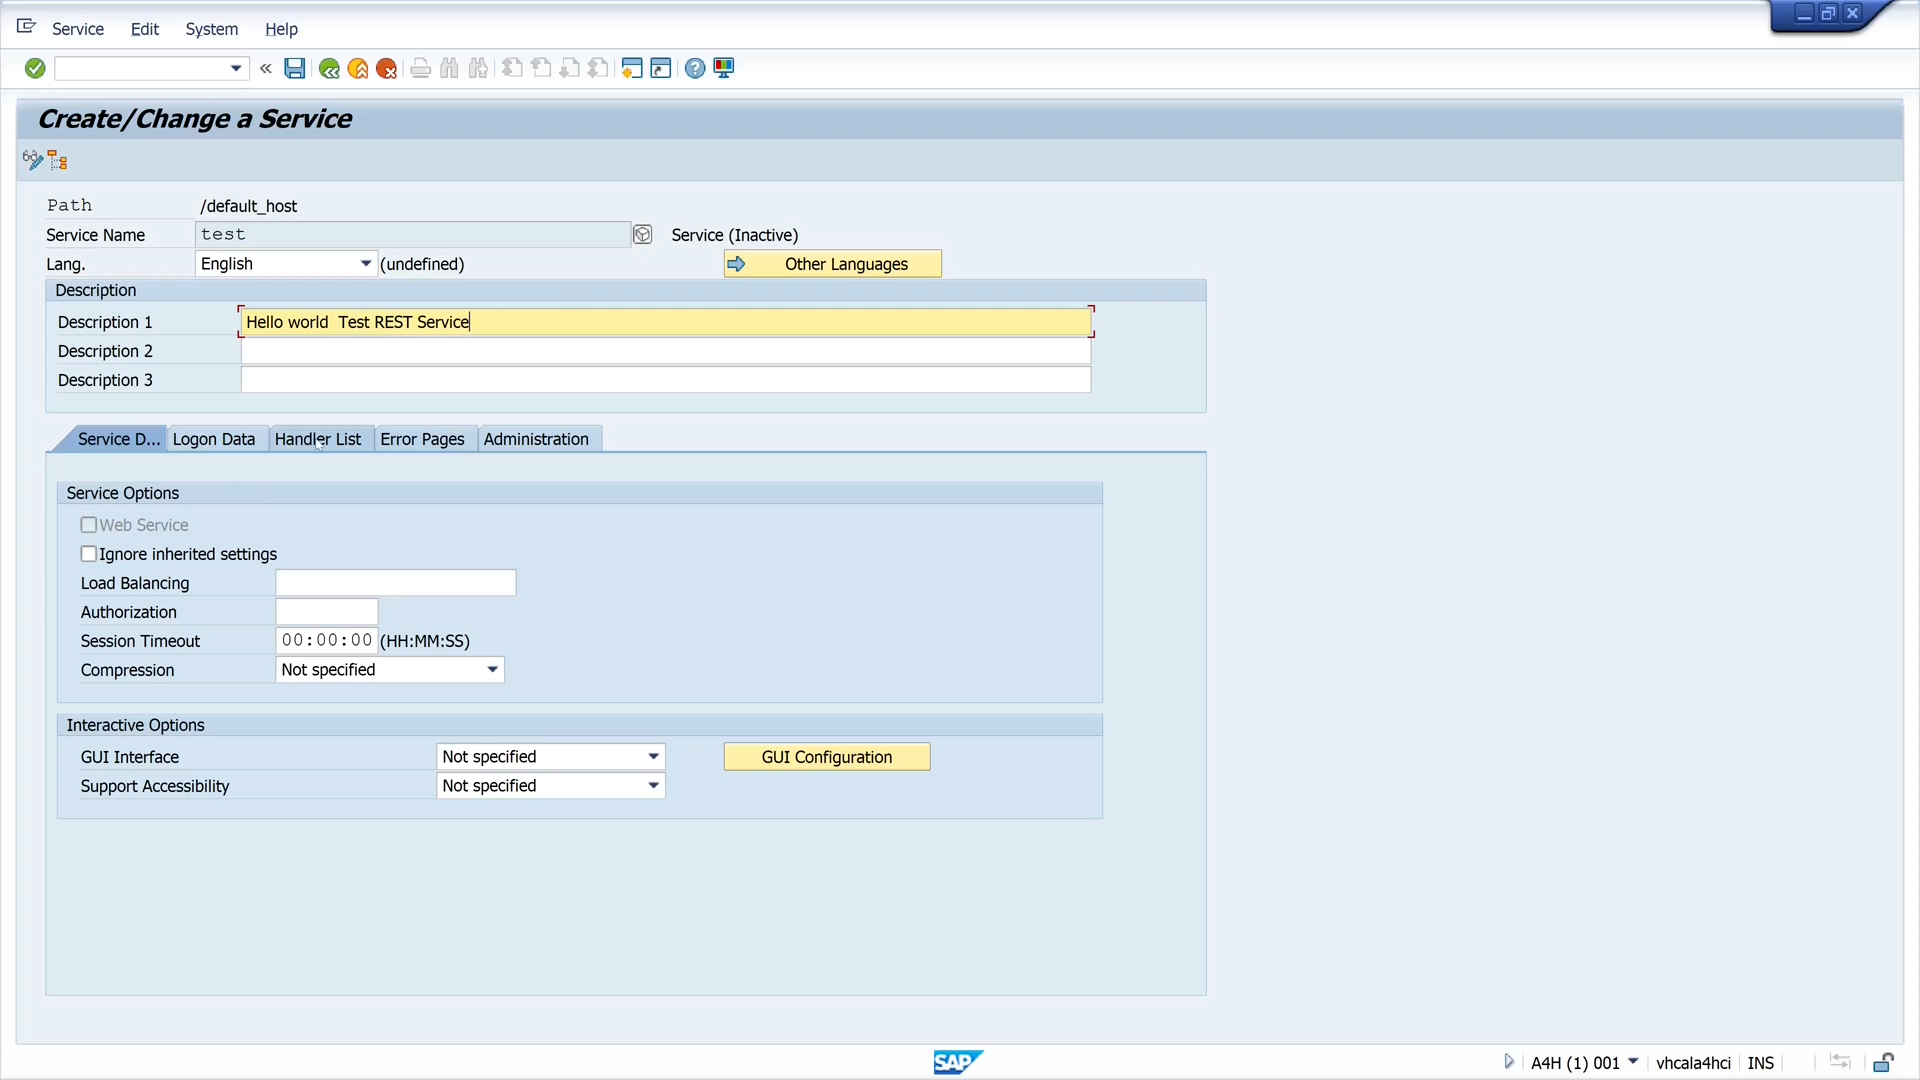 Service Edit System Help
Create/Change a Service
Path /default_host
Service Name test Service (Inactive)
Lang. English (undefined) Other Languages
Description
Description 1 Hello world  Test REST Service
Description 2
Description 3
Service D... Logon Data Handler List Error Pages Administration
Service Options
Web Service
Ignore inherited settings
Load Balancing
Authorization
Session Timeout 00:00:00 (HH:MM:SS)
Compression Not specified
Interactive Options
GUI Interface Not specified GUI Configuration
Support Accessibility Not specified
SAP A4H (1) 001 vhcala4hci INS